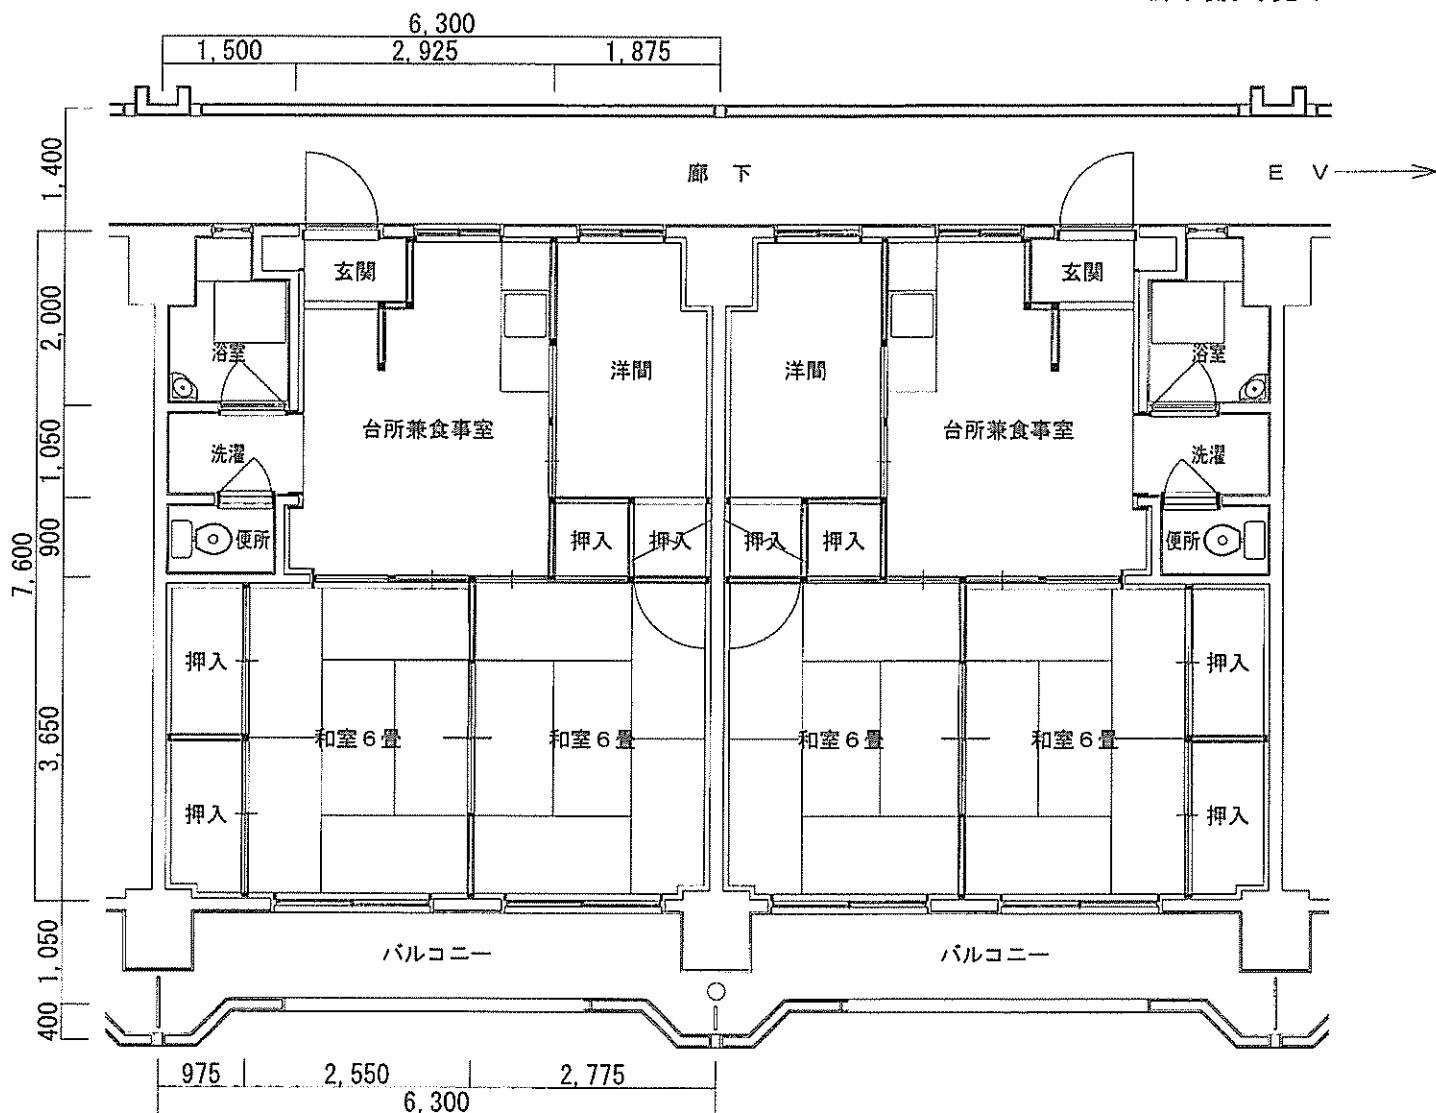 6,300
1,500 2,925 1,875
1,400
廊 下
E V
玄関 玄関
2,000
浴室 洋間 洋間 浴室
台所兼食事室 台所兼食事室
1,050
洗濯 洗濯
7,600
900
便所 押入 押入 押入 押入 便所
押入 押入
3,650
和室6畳 和室6畳 和室6畳 和室6畳
押入 押入
1,050
バルコニー バルコニー
400
975 2,550 2,775
6,300